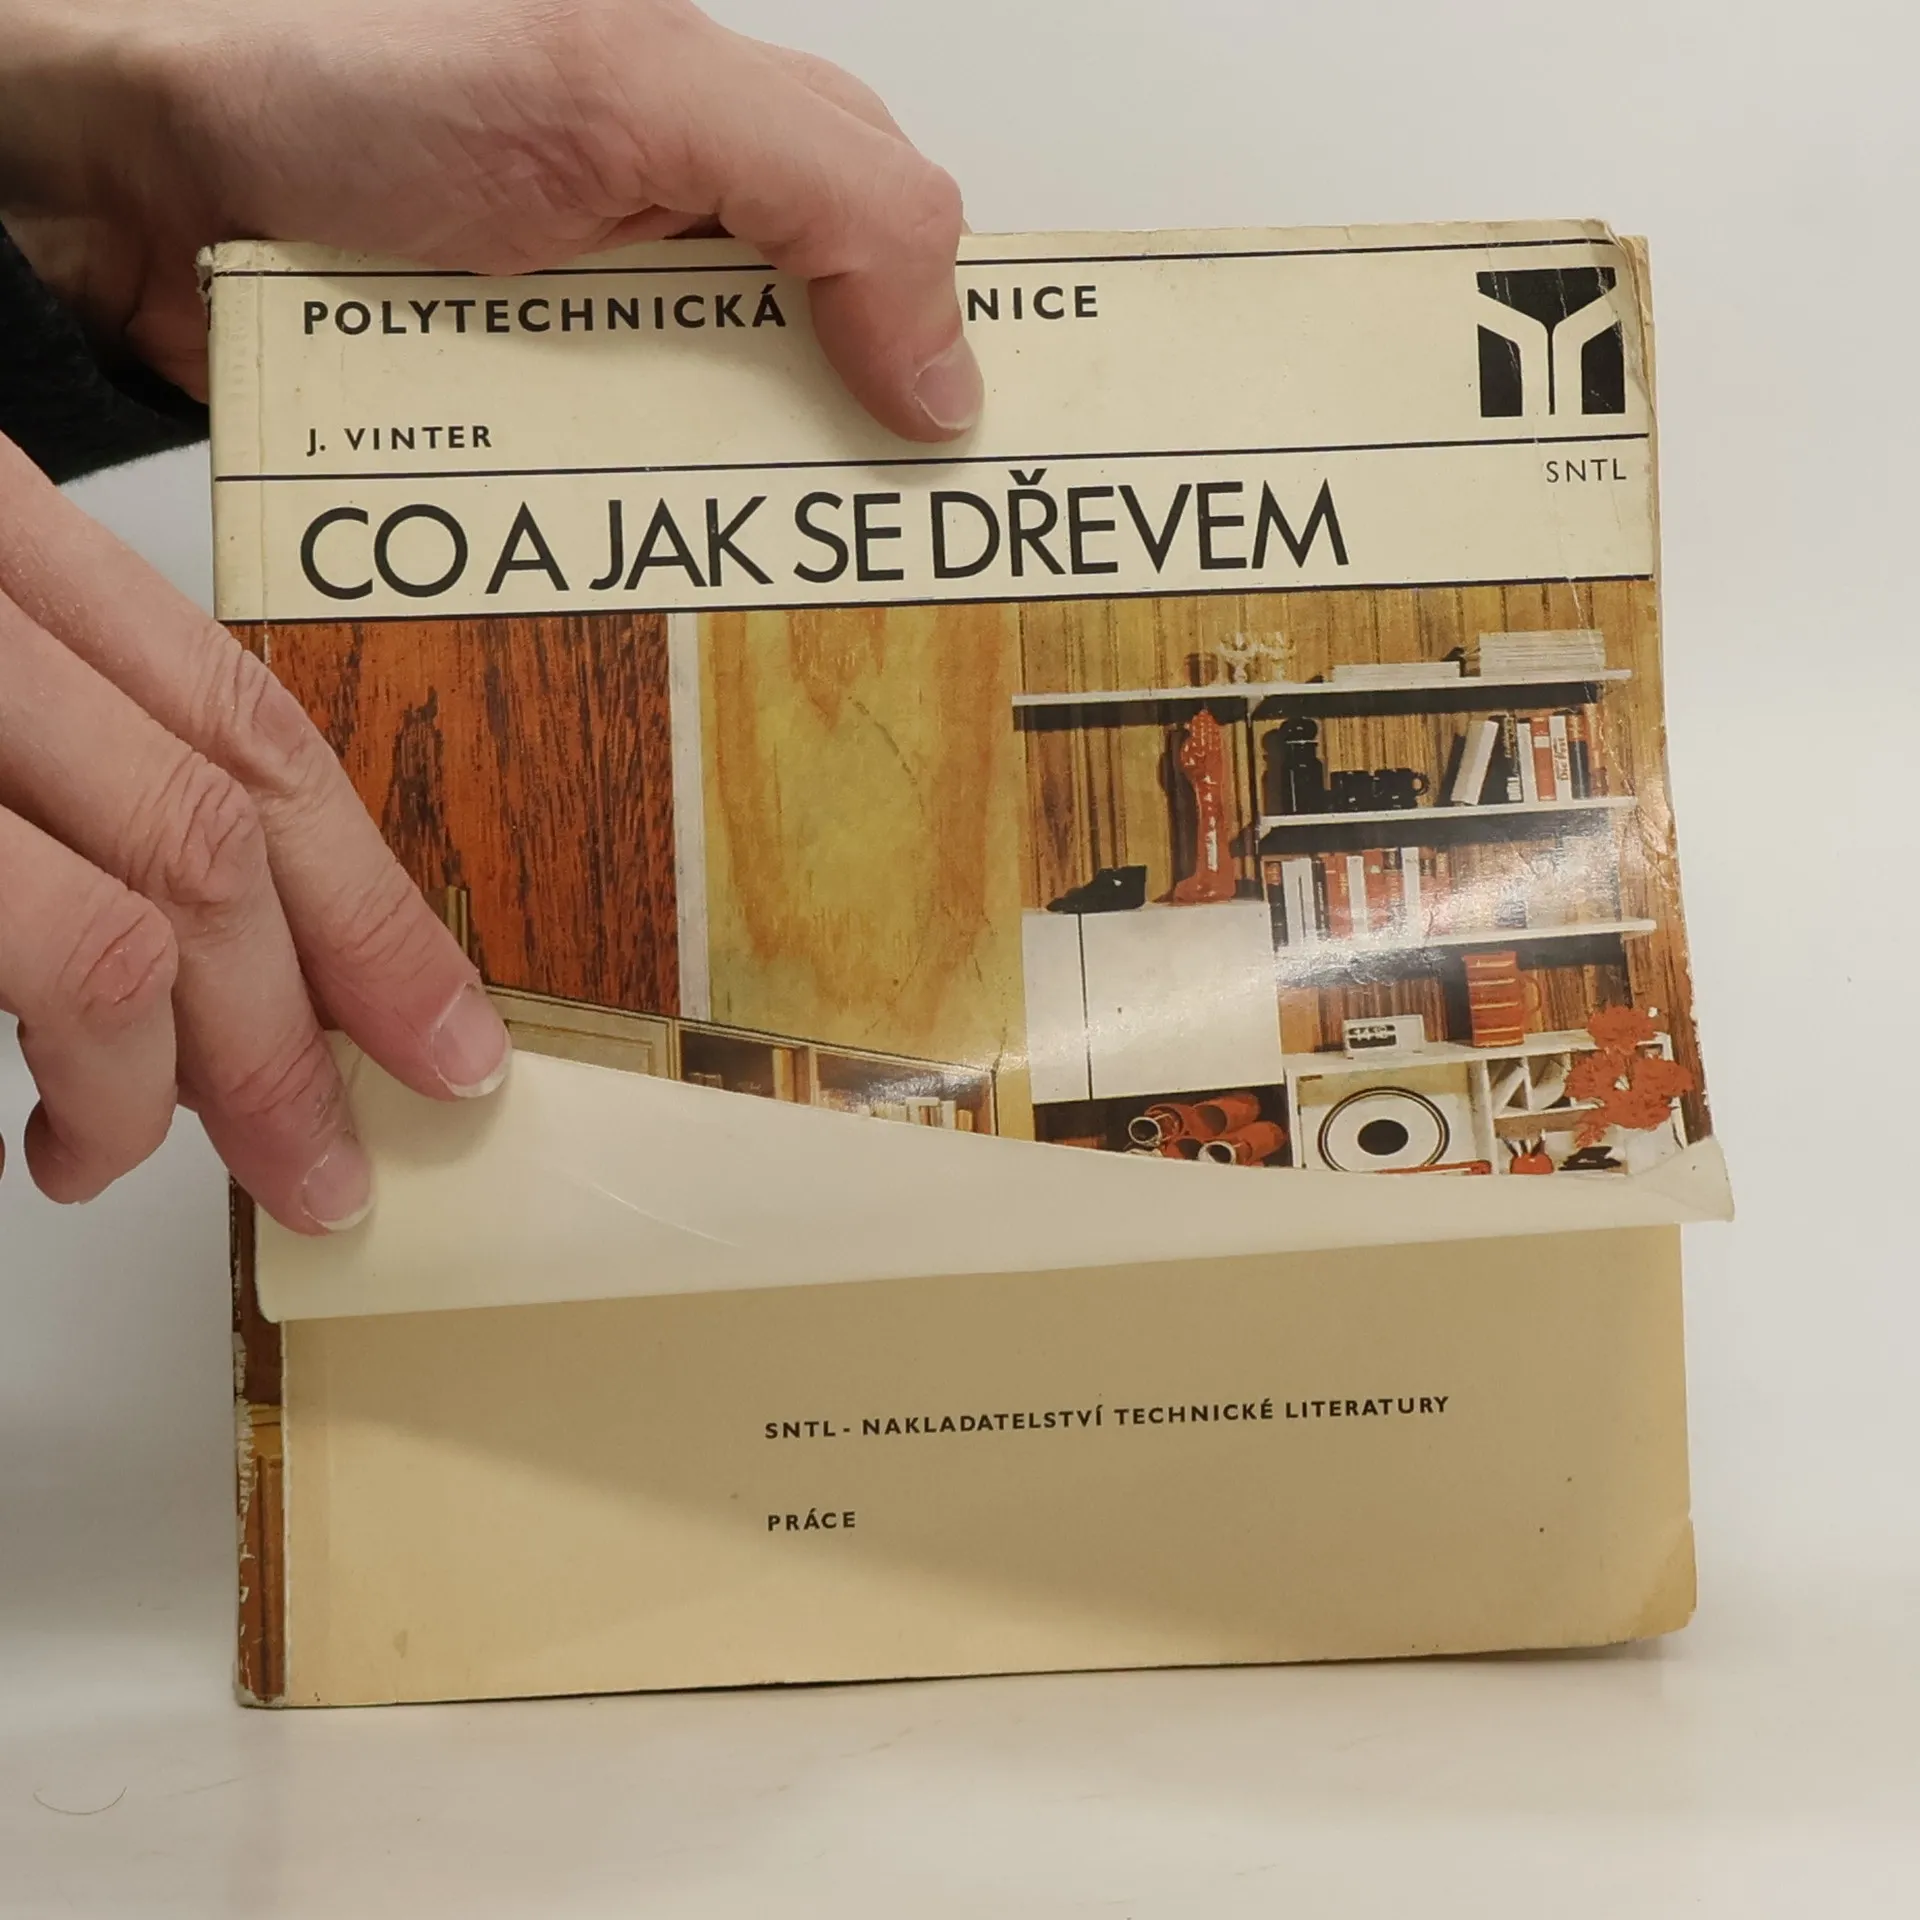 POLYTECHNICKÁ NICE
J. VINTER
SNTL
CO A JAK SE DŘEVEM
SNTL - NAKLADATELSTVÍ TECHNICKÉ LITERATURY
PRÁCE